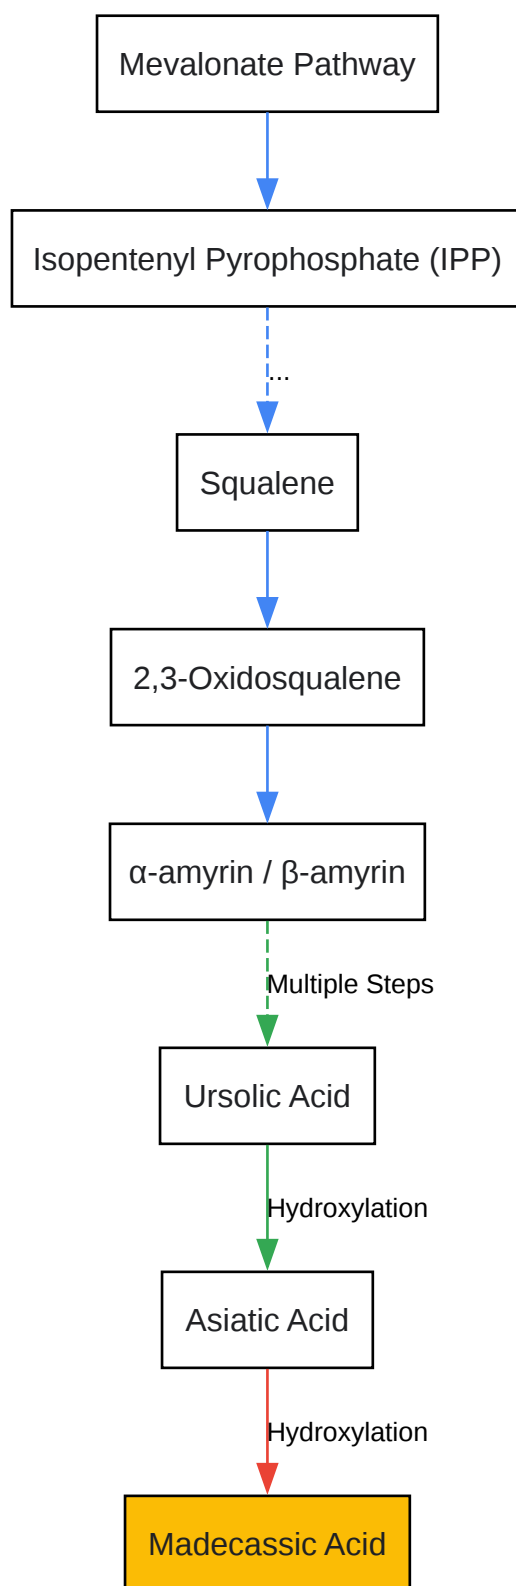 Mevalonate Pathway
Isopentenyl Pyrophosphate (IPP)
...
Squalene
2,3-Oxidosqualene
α-amyrin / β-amyrin
Multiple Steps
Ursolic Acid
Hydroxylation
Asiatic Acid
Hydroxylation
Madecassic Acid